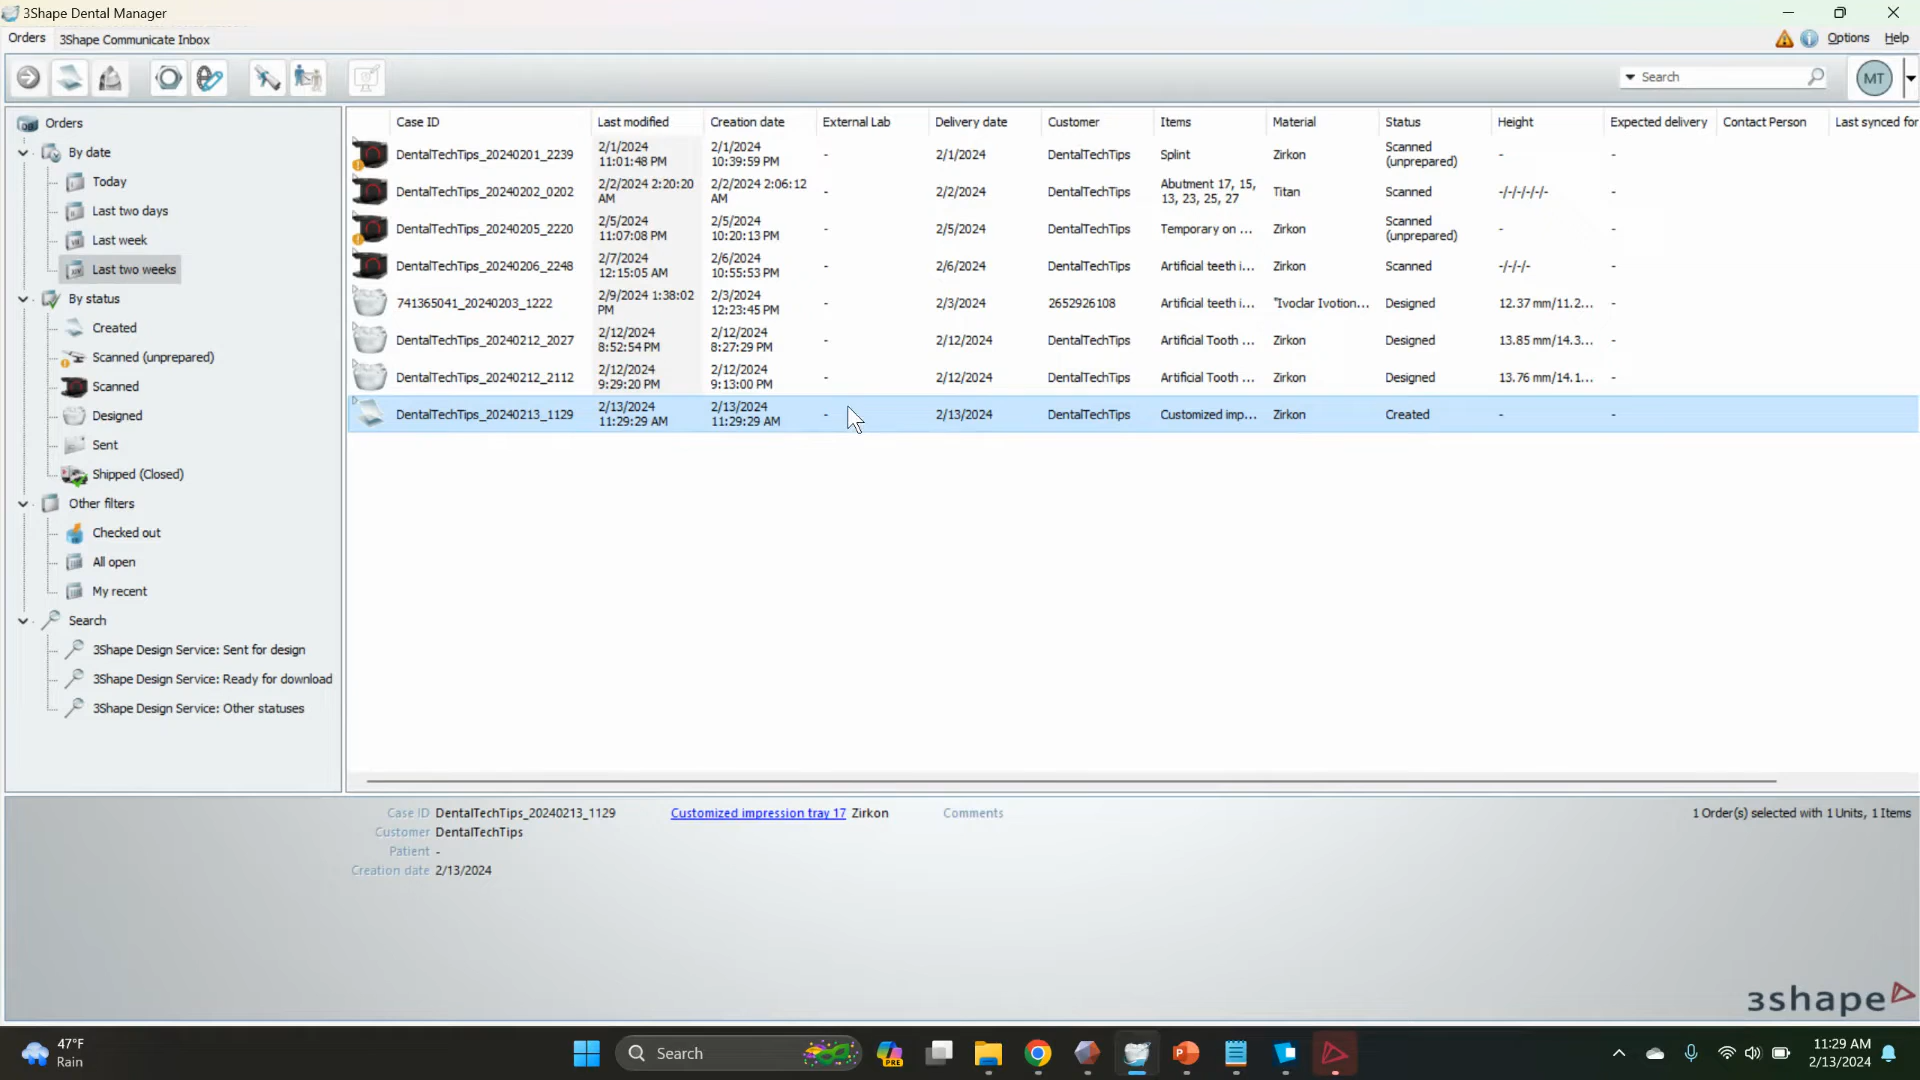 3Shape Dental Manager
Orders 3Shape Communicate Inbox Options Help
Search MT
Orders
By date
Today
Last two days
Last week
Last two weeks
By status
Created
Scanned (unprepared)
Scanned
Designed
Sent
Shipped (Closed)
Other filters
Checked out
All open
My recent
Search
3Shape Design Service: Sent for design
3Shape Design Service: Ready for download
3Shape Design Service: Other statuses
Case ID Last modified Creation date External Lab Delivery date Customer Items Material Status Height Expected delivery Contact Person Last synced for
DentalTechTips_20240201_2239 2/1/2024 11:01:48 PM 2/1/2024 10:39:59 PM - 2/1/2024 DentalTechTips Splint Zirkon Scanned (unprepared) - -
DentalTechTips_20240202_0202 2/2/2024 2:20:20 AM 2/2/2024 2:06:12 AM - 2/2/2024 DentalTechTips Abutment 17, 15, 13, 23, 25, 27 Titan Scanned -/-/-/-/-/- -
DentalTechTips_20240205_2220 2/5/2024 11:07:08 PM 2/5/2024 10:20:13 PM - 2/5/2024 DentalTechTips Temporary on ... Zirkon Scanned (unprepared) - -
DentalTechTips_20240206_2248 2/7/2024 12:15:05 AM 2/6/2024 10:55:53 PM - 2/6/2024 DentalTechTips Artificial teeth i... Zirkon Scanned -/-/-/- -
741365041_20240203_1222 2/9/2024 1:38:02 PM 2/3/2024 12:23:45 PM - 2/3/2024 2652926108 Artificial teeth i... "Ivoclar Ivotion... Designed 12.37 mm/11.2... -
DentalTechTips_20240212_2027 2/12/2024 8:52:54 PM 2/12/2024 8:27:29 PM - 2/12/2024 DentalTechTips Artificial Tooth ... Zirkon Designed 13.85 mm/14.3... -
DentalTechTips_20240212_2112 2/12/2024 9:29:20 PM 2/12/2024 9:13:00 PM - 2/12/2024 DentalTechTips Artificial Tooth ... Zirkon Designed 13.76 mm/14.1... -
DentalTechTips_20240213_1129 2/13/2024 11:29:29 AM 2/13/2024 11:29:29 AM - 2/13/2024 DentalTechTips Customized imp... Zirkon Created - -
Case ID DentalTechTips_20240213_1129 Customized impression tray 17 Zirkon Comments 1 Order(s) selected with 1 Units, 1 Items
Customer DentalTechTips
Patient -
Creation date 2/13/2024
3shape
47°F
Rain
Search
PRE
11:29 AM
2/13/2024